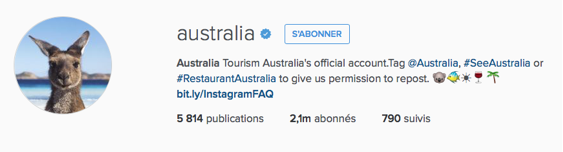 australia S'ABONNER
Australia Tourism Australia's official account.Tag @Australia, #SeeAustralia or
#RestaurantAustralia to give us permission to repost. 🐨🐠☀🍷🌴
bit.ly/InstagramFAQ
5 814 publications 2,1m abonnés 790 suivis